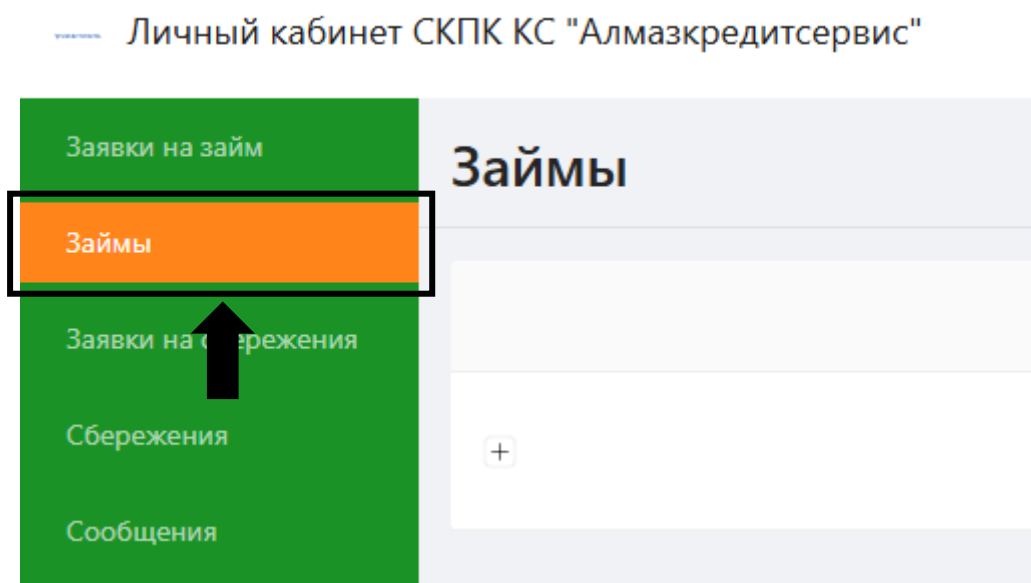 Личный кабинет СКПК КС "Алмазкредитсервис"
Заявки на займ
Займы
Займы
Заявки на сбережения
Сбережения
Сообщения